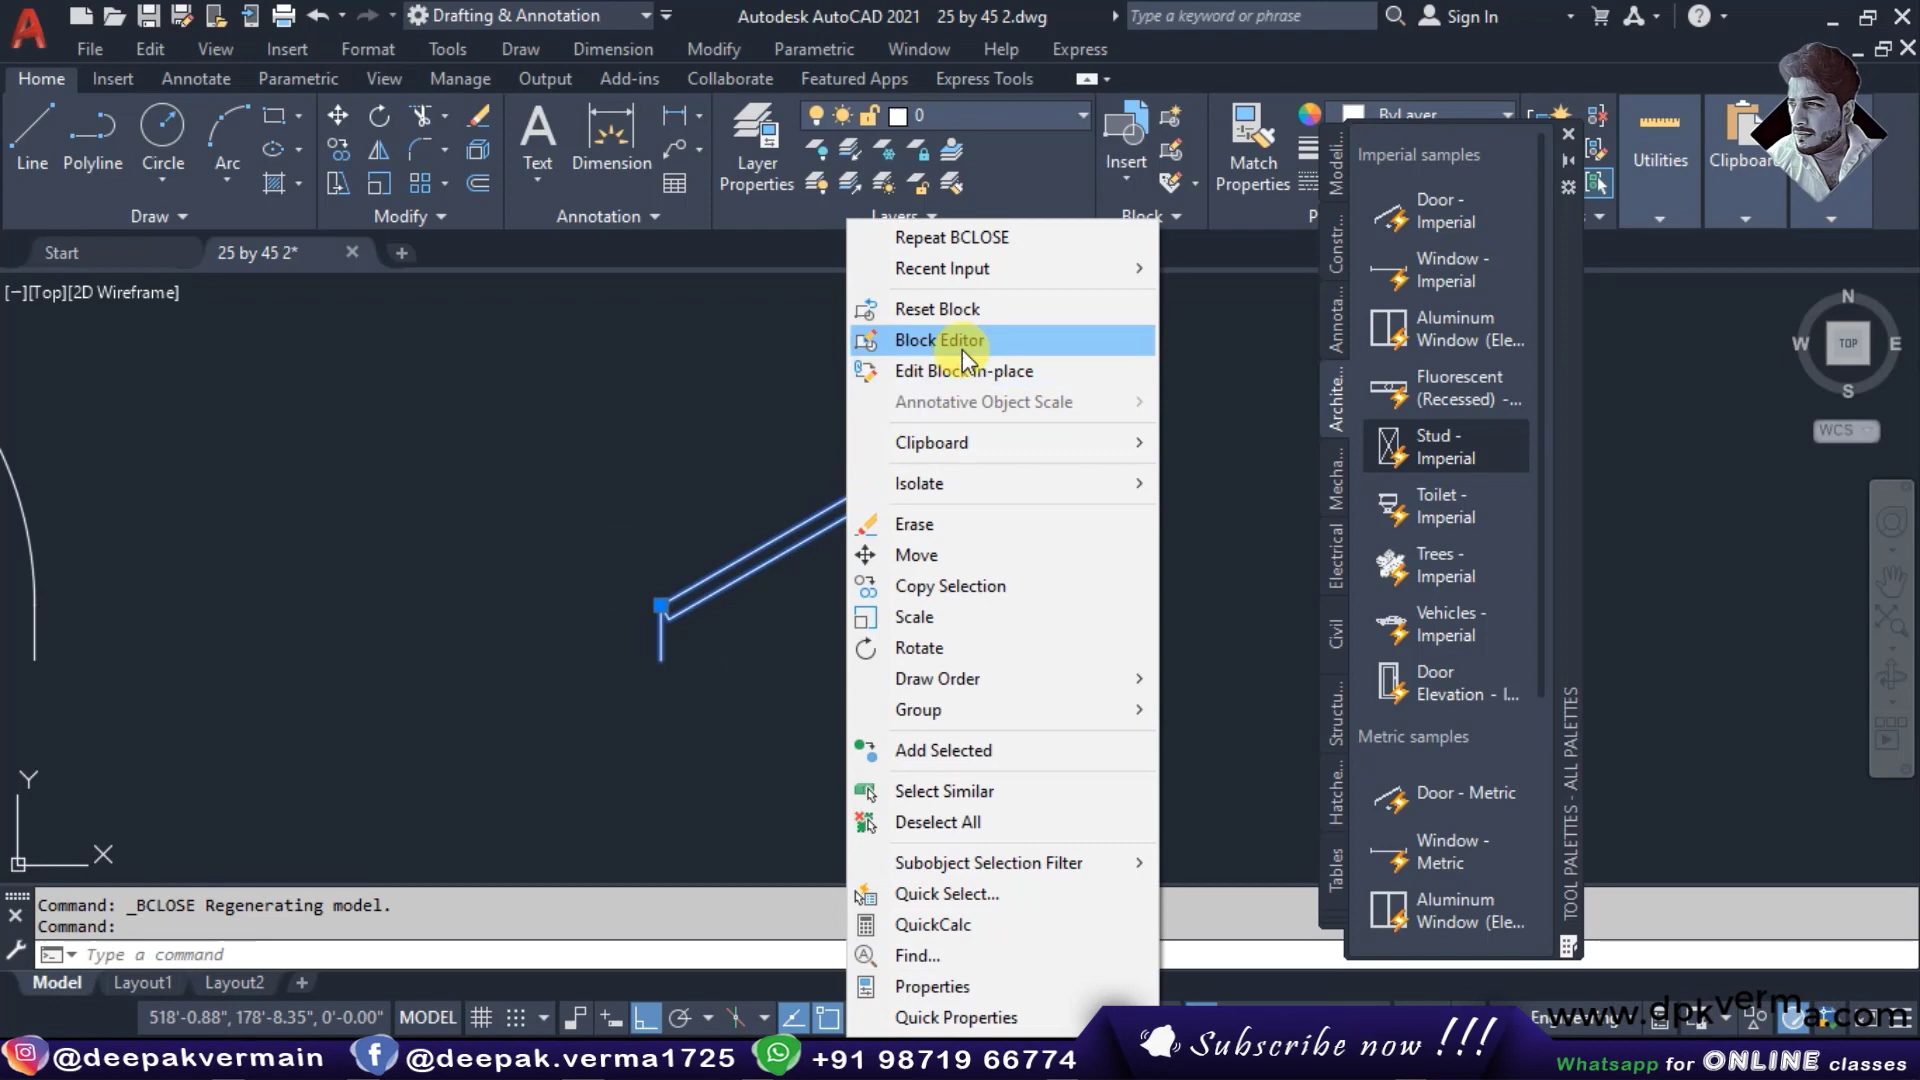 Drafting & Annotation
Autodesk AutoCAD 2021 25 by 45 2.dwg
Type a keyword or phrase
Sign In
File Edit View Insert Format Tools Draw Dimension Modify Parametric Window Help Express
Home Insert Annotate Parametric View Manage Output Add-ins Collaborate Featured Apps Express Tools
0
ByLayer
Line Polyline Circle Arc
Text Dimension
Layer Properties
Insert
Match Properties
Utilities
Clipboard
Draw Modify Annotation Layers Block P
Start 25 by 45 2*
[−][Top][2D Wireframe]
Repeat BCLOSE
Recent Input
Reset Block
Block Editor
Edit Block In-place
Annotative Object Scale
Clipboard
Isolate
Erase
Move
Copy Selection
Scale
Rotate
Draw Order
Group
Add Selected
Select Similar
Deselect All
Subobject Selection Filter
Quick Select...
QuickCalc
Find...
Properties
Quick Properties
Modeli...
Constr...
Annota...
Archite...
Mecha...
Electrical
Civil
Structu...
Hatche...
Tables
Imperial samples
Door - Imperial
Window - Imperial
Aluminum Window (Ele...
Fluorescent (Recessed) -...
Stud - Imperial
Toilet - Imperial
Trees - Imperial
Vehicles - Imperial
Door Elevation - I...
Metric samples
Door - Metric
Window - Metric
Aluminum Window (Ele...
TOOL PALETTES - ALL PALETTES
N
W TOP E
S
WCS
Y
X
Command: _BCLOSE Regenerating model.
Command:
Type a command
Model Layout1 Layout2
518'-0.88", 178'-8.35", 0'-0.00" MODEL
www.dpkverma.com
@deepakvermain @deepak.verma1725 +91 98719 66774
Subscribe now !!!
Whatsapp for ONLINE classes